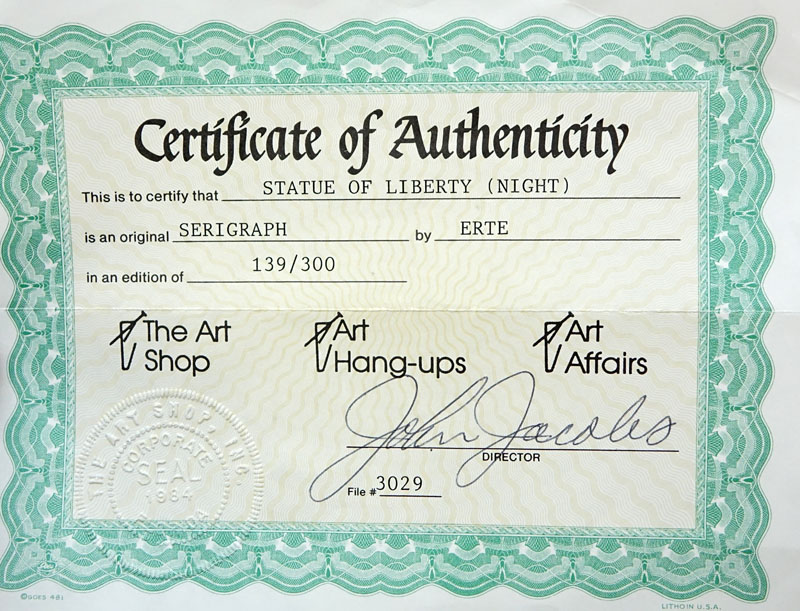 Certificate of Authenticity
This is to certify that STATUE OF LIBERTY (NIGHT)
is an original SERIGRAPH by ERTE
in an edition of 139/300
The Art Shop
Art Hang-ups
Art Affairs
John Jacobs
DIRECTOR
File # 3029
THE ART SHOP, INC.
CORPORATE
SEAL
1984
©GOES 481
LITHO IN U.S.A.